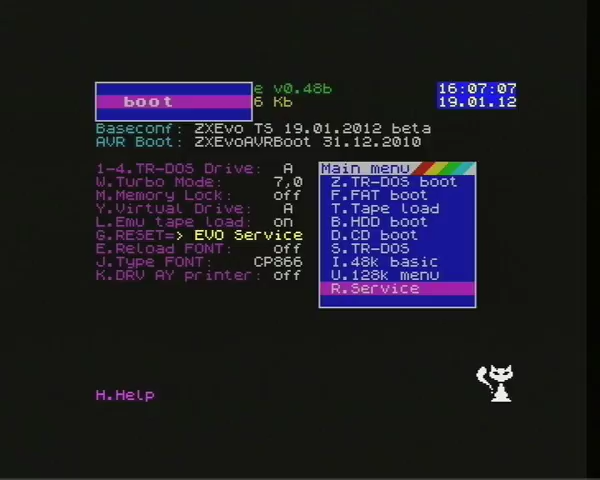 e v0.48b
16:07:07
boot
6 Kb
19.01.12
Baseconf: ZXEvo TS 19.01.2012 beta
AVR Boot: ZXEvoAVRBoot 31.12.2010
1-4.TR-DOS Drive: A
W.Turbo Mode: 7,0
M.Memory Lock: off
Y.Virtual Drive: A
L.Emu tape load: on
G.RESET=> EVO Service
E.Reload FONT: off
J.Type FONT: CP866
K.DRV AY printer: off
Main menu
Z.TR-DOS boot
F.FAT boot
T.Tape load
B.HDD boot
D.CD boot
S.TR-DOS
I.48k basic
U.128k menu
R.Service
H.Help